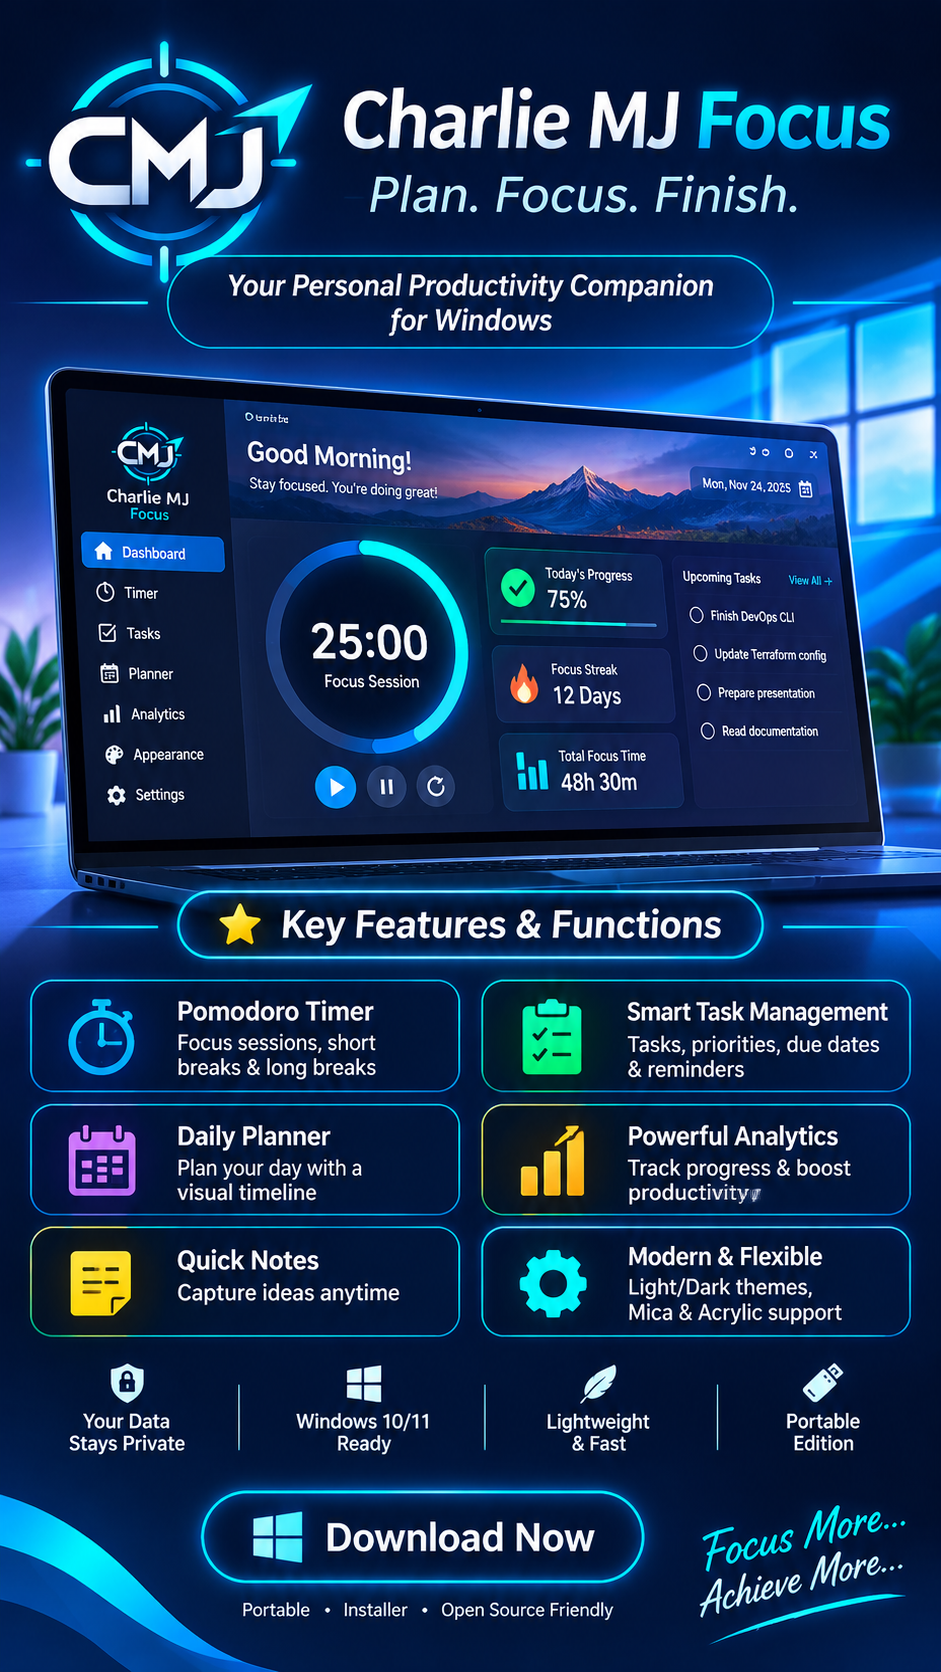 CMJ
Charlie MJ Focus
Plan. Focus. Finish.
Your Personal Productivity Companion
for Windows
CMJ
Charlie MJ
Focus
Dashboard
Timer
Tasks
Planner
Analytics
Appearance
Settings
Good Morning!
Stay focused. You're doing great!
Mon, Nov 24, 2025
25:00
Focus Session
Today's Progress
75%
Focus Streak
12 Days
Total Focus Time
48h 30m
Upcoming Tasks View All →
Finish DevOps CLI
Update Terraform config
Prepare presentation
Read documentation
Key Features & Functions
Pomodoro Timer
Focus sessions, short
breaks & long breaks
Smart Task Management
Tasks, priorities, due dates
& reminders
Daily Planner
Plan your day with a
visual timeline
Powerful Analytics
Track progress & boost
productivity
Quick Notes
Capture ideas anytime
Modern & Flexible
Light/Dark themes,
Mica & Acrylic support
Your Data
Stays Private
Windows 10/11
Ready
Lightweight
& Fast
Portable
Edition
Download Now
Portable • Installer • Open Source Friendly
Focus More...
Achieve More...